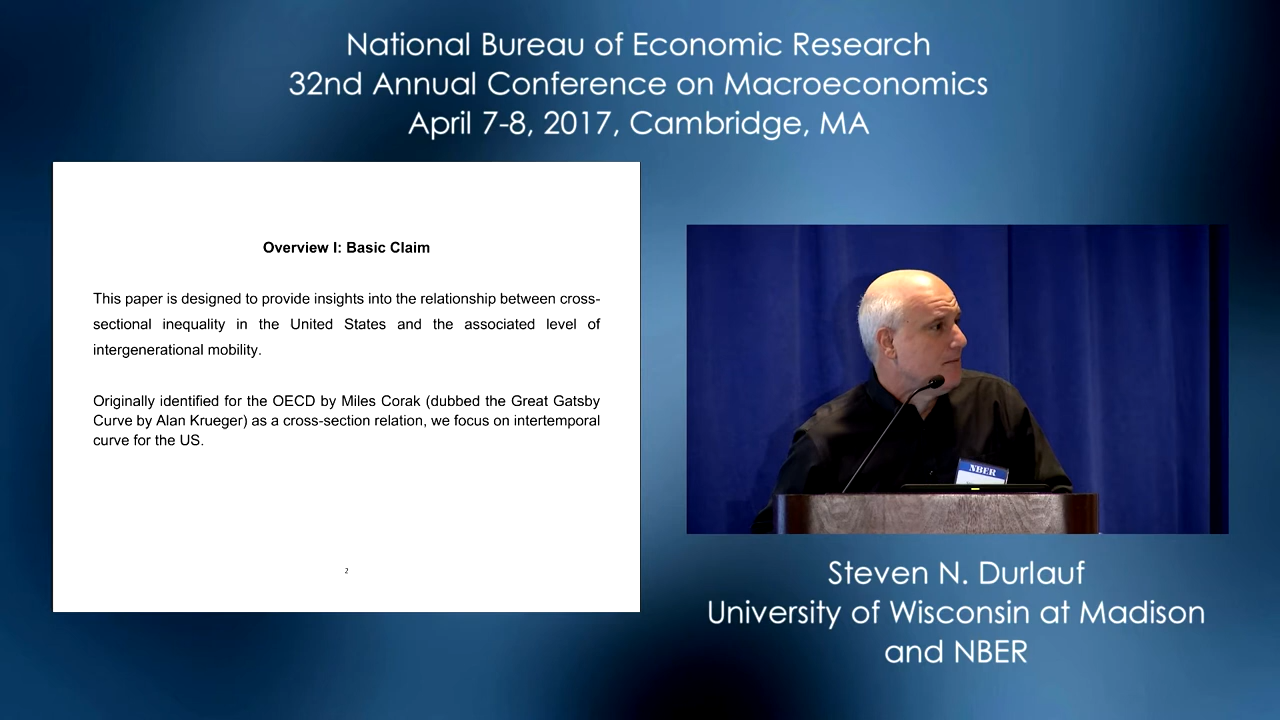 National Bureau of Economic Research
32nd Annual Conference on Macroeconomics
April 7-8, 2017, Cambridge, MA
Overview I: Basic Claim
This paper is designed to provide insights into the relationship between cross-
sectional inequality in the United States and the associated level of
intergenerational mobility.
Originally identified for the OECD by Miles Corak (dubbed the Great Gatsby
Curve by Alan Krueger) as a cross-section relation, we focus on intertemporal
curve for the US.
2
NBER
Steven N. Durlauf
University of Wisconsin at Madison
and NBER